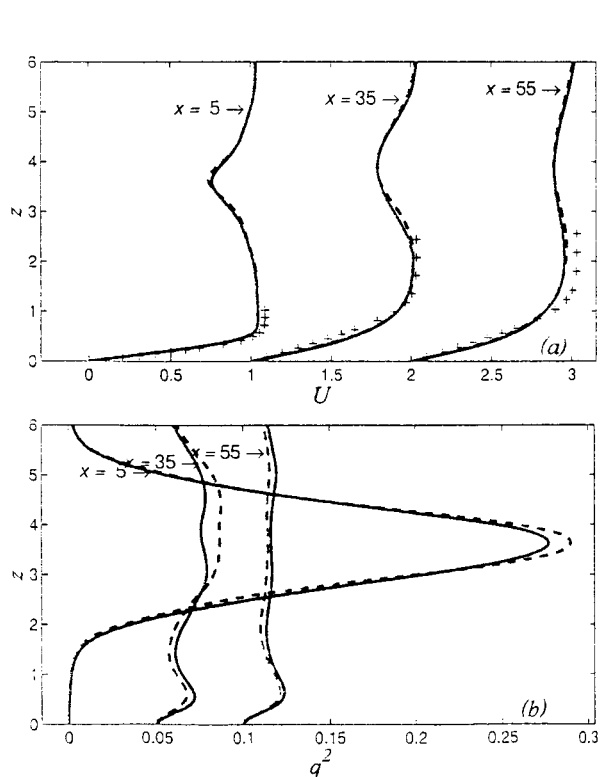 6
5
4
3
2
1
0
z
x = 5 →
x = 35 →
x = 55 →
(a)
0 0.5 1 1.5 2 2.5 3
U
6
5
4
3
2
1
0
z
x = 55 →
x = 35 →
x = 5 →
(b)
0 0.05 0.1 0.15 0.2 0.25 0.3
q²